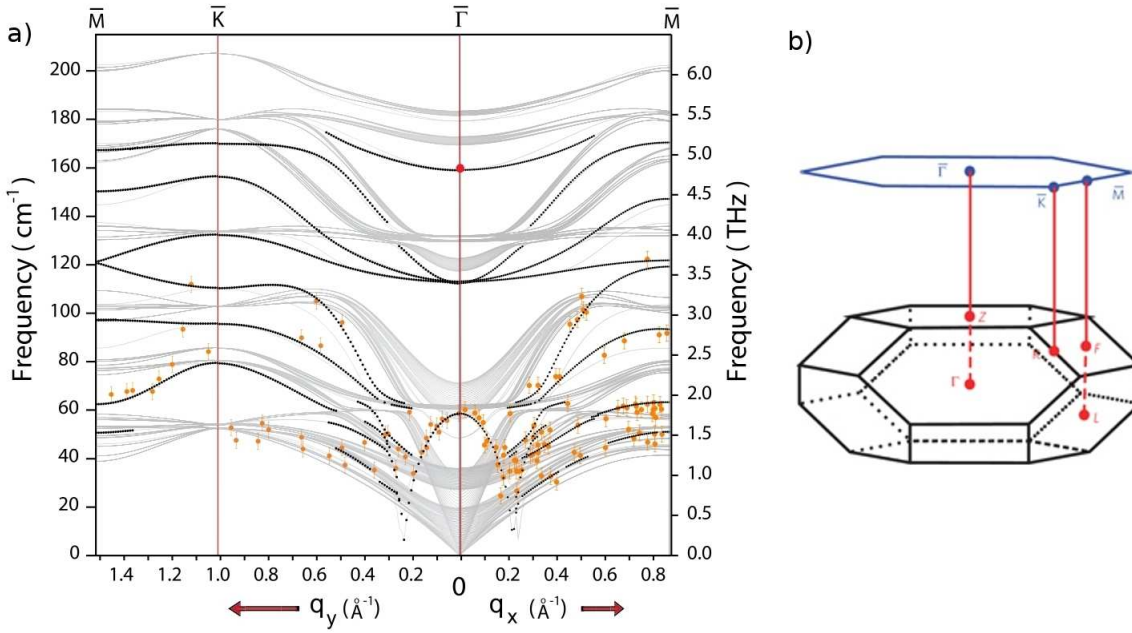 a)
M̅ K̅ Γ̅ M̅
Frequency ( cm⁻¹)
200
180
160
140
120
100
80
60
40
20
0
6.0
5.5
5.0
4.5
4.0
3.5
3.0
2.5
2.0
1.5
1.0
0.5
0.0
Frequency ( THz)
1.4 1.2 1.0 0.8 0.6 0.4 0.2 0 0.2 0.4 0.6 0.8
q_y (Å⁻¹) q_x (Å⁻¹)
b)
Γ̅
K̅ M̅
Z
F
Γ
L